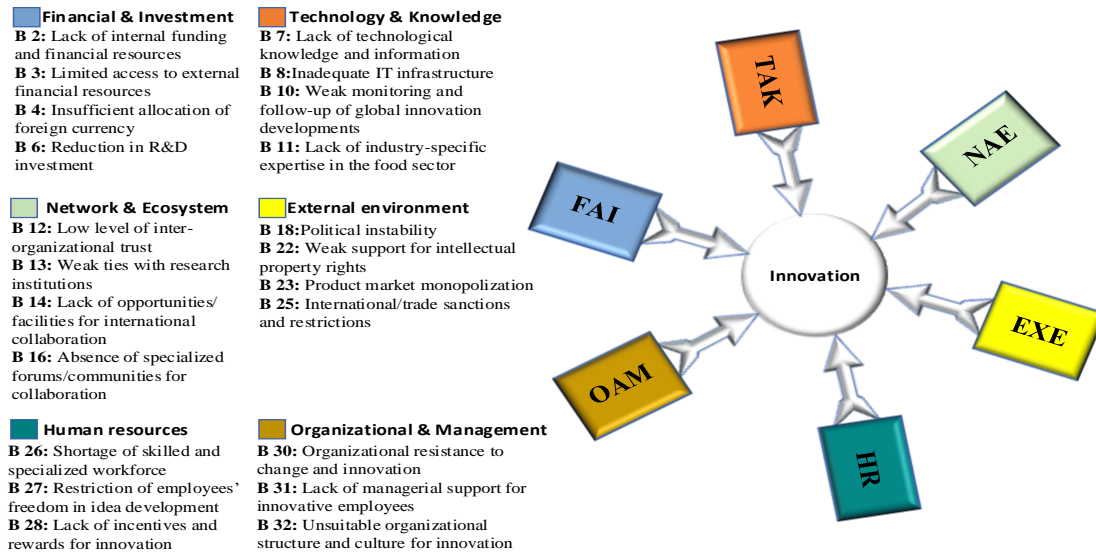 Financial & Investment
B 2: Lack of internal funding
and financial resources
B 3: Limited access to external
financial resources
B 4: Insufficient allocation of
foreign currency
B 6: Reduction in R&D
investment
Technology & Knowledge
B 7: Lack of technological
knowledge and information
B 8:Inadequate IT infrastructure
B 10: Weak monitoring and
follow-up of global innovation
developments
B 11: Lack of industry-specific
expertise in the food sector
Network & Ecosystem
B 12: Low level of inter-
organizational trust
B 13: Weak ties with research
institutions
B 14: Lack of opportunities/
facilities for international
collaboration
B 16: Absence of specialized
forums/communities for
collaboration
External environment
B 18:Political instability
B 22: Weak support for intellectual
property rights
B 23: Product market monopolization
B 25: International/trade sanctions
and restrictions
Human resources
B 26: Shortage of skilled and
specialized workforce
B 27: Restriction of employees’
freedom in idea development
B 28: Lack of incentives and
rewards for innovation
Organizational & Management
B 30: Organizational resistance to
change and innovation
B 31: Lack of managerial support for
innovative employees
B 32: Unsuitable organizational
structure and culture for innovation
TAK
NAE
FAI
Innovation
EXE
OAM
HR